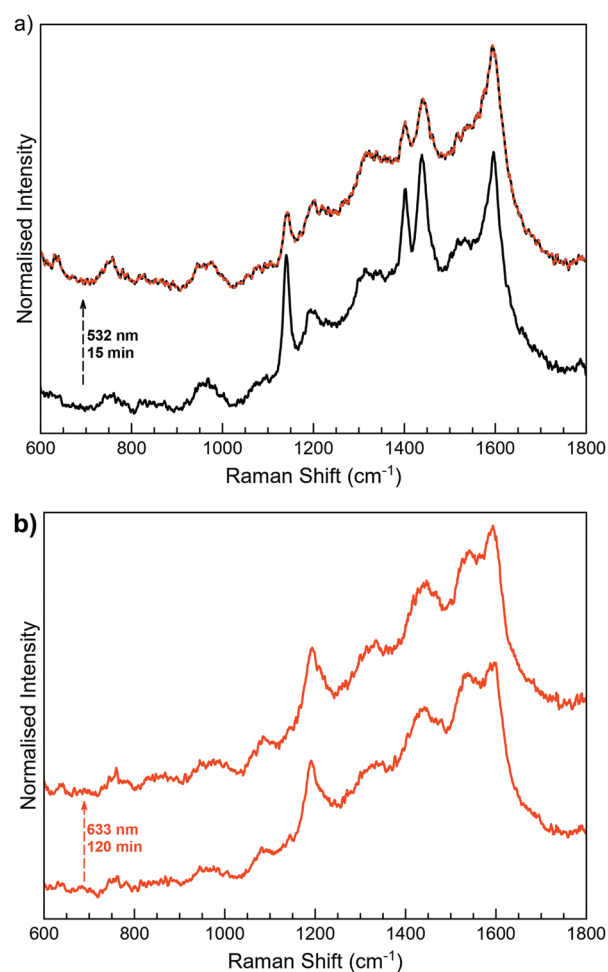 a)
Normalised Intensity
532 nm
15 min
600 800 1000 1200 1400 1600 1800
Raman Shift (cm⁻¹)
b)
Normalised Intensity
633 nm
120 min
600 800 1000 1200 1400 1600 1800
Raman Shift (cm⁻¹)